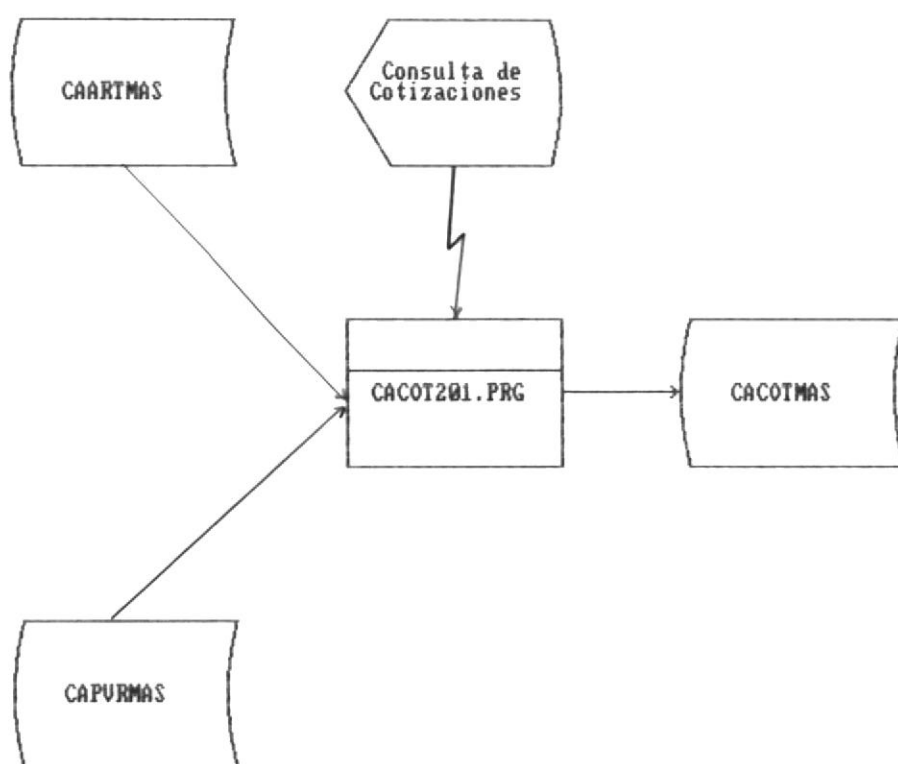 CAARTMAS
Consulta de
Cotizaciones
CACOT201.PRG
CACOTMAS
CAPVRMAS